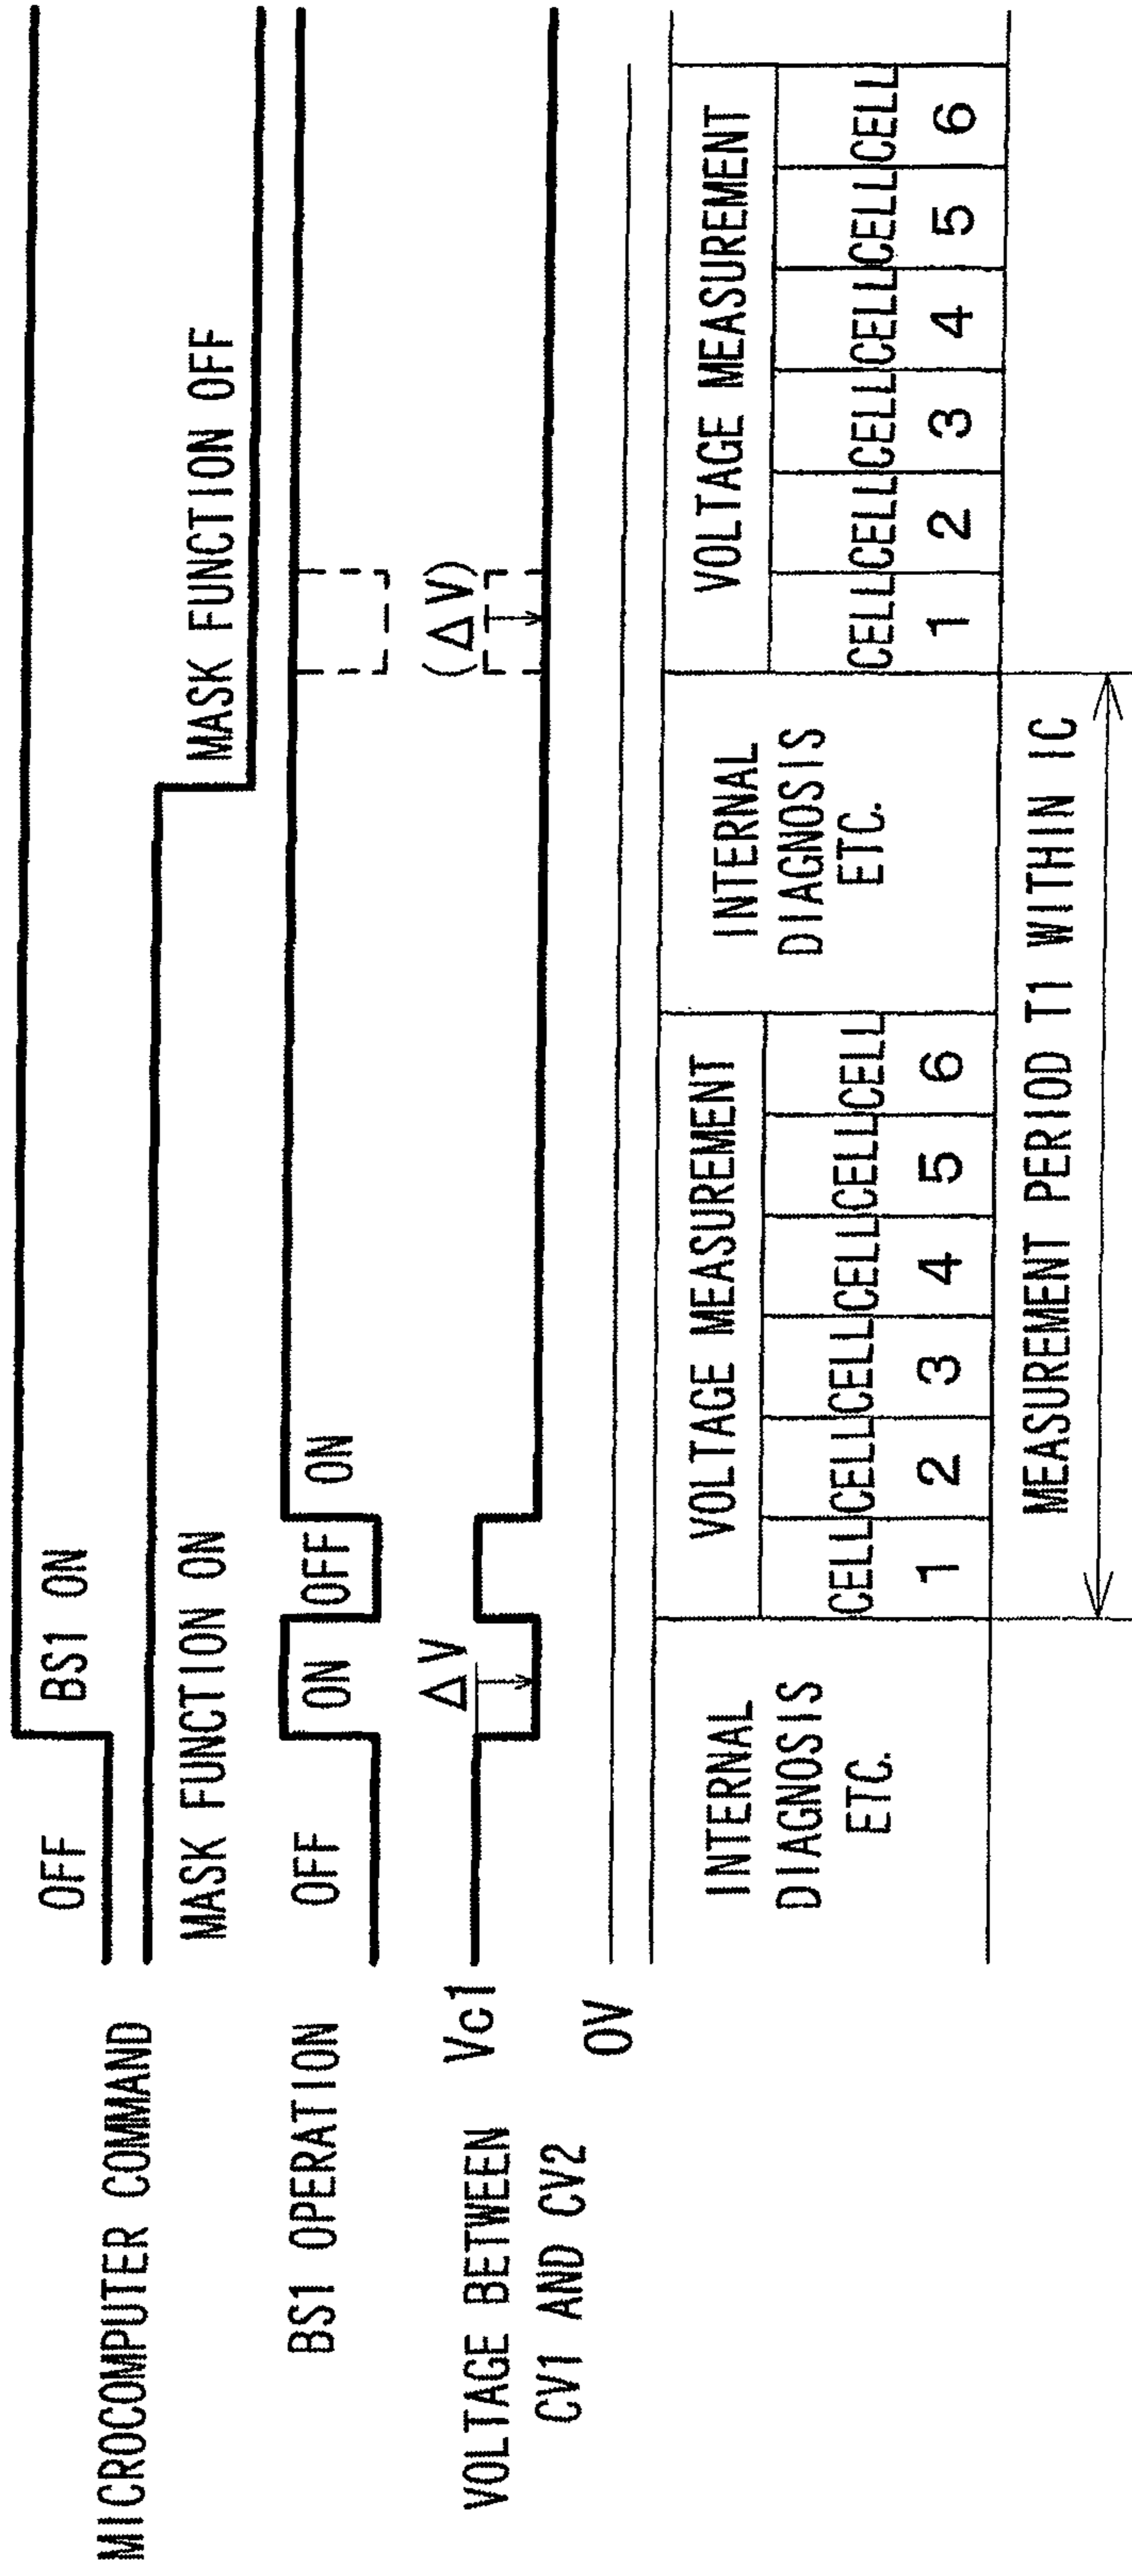 MICROCOMPUTER COMMAND
OFF
BS1 ON
MASK FUNCTION ON
MASK FUNCTION OFF
BS1 OPERATION
OFF
ON
OFF
ON
VOLTAGE BETWEEN
CV1 AND CV2
Vc1
ΔV
(ΔV)
0V
INTERNAL
DIAGNOSIS
ETC.
VOLTAGE MEASUREMENT
CELL CELL CELL CELL CELL CELL
1 2 3 4 5 6
INTERNAL
DIAGNOSIS
ETC.
VOLTAGE MEASUREMENT
CELL CELL CELL CELL CELL CELL
1 2 3 4 5 6
MEASUREMENT PERIOD T1 WITHIN IC